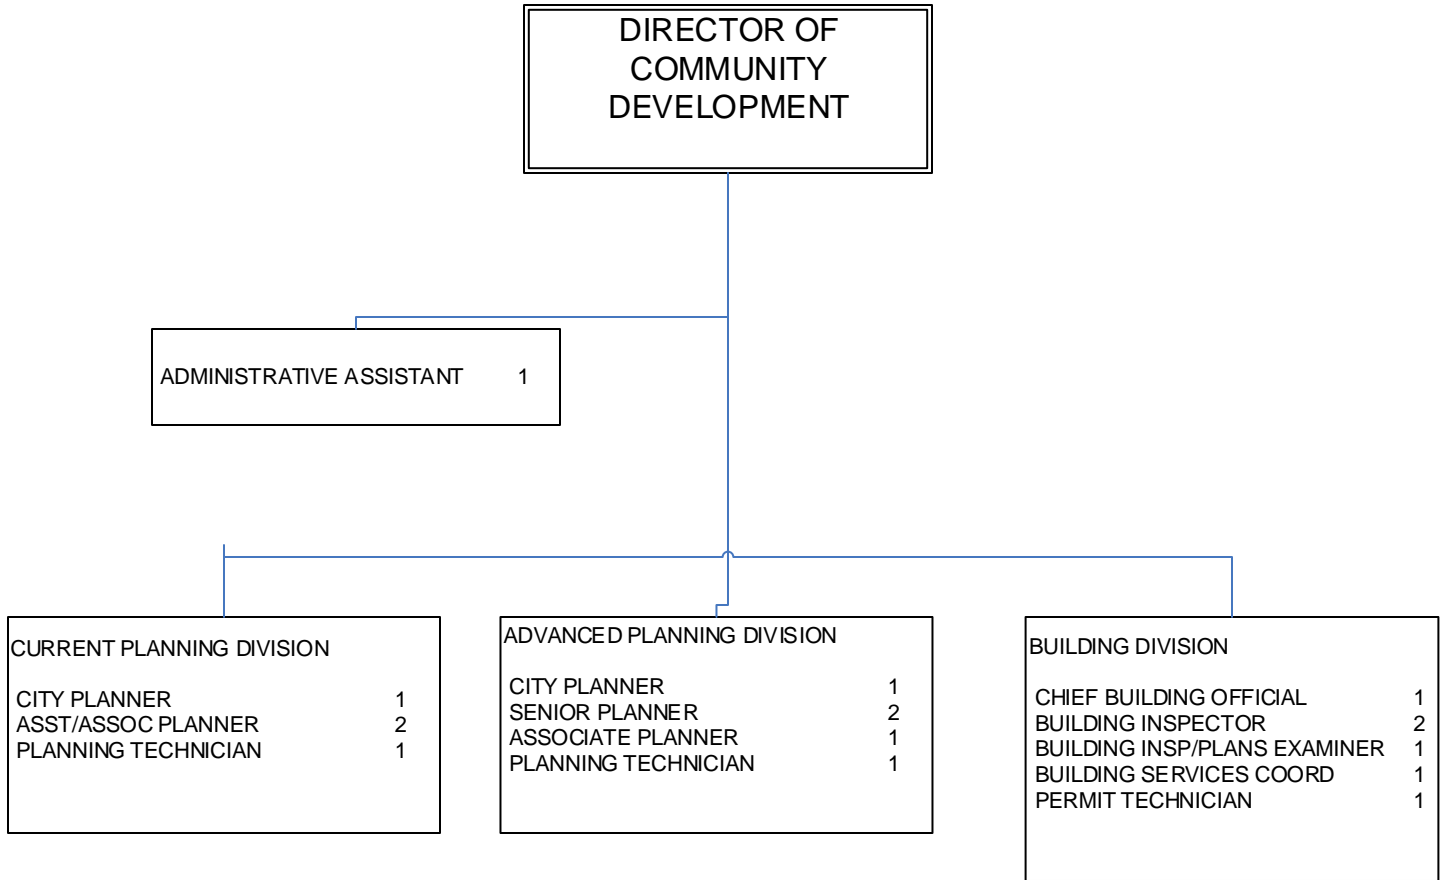 DIRECTOR OF
COMMUNITY
DEVELOPMENT
ADMINISTRATIVE ASSISTANT 1
CURRENT PLANNING DIVISION
CITY PLANNER 1
ASST/ASSOC PLANNER 2
PLANNING TECHNICIAN 1
ADVANCED PLANNING DIVISION
CITY PLANNER 1
SENIOR PLANNER 2
ASSOCIATE PLANNER 1
PLANNING TECHNICIAN 1
BUILDING DIVISION
CHIEF BUILDING OFFICIAL 1
BUILDING INSPECTOR 2
BUILDING INSP/PLANS EXAMINER 1
BUILDING SERVICES COORD 1
PERMIT TECHNICIAN 1